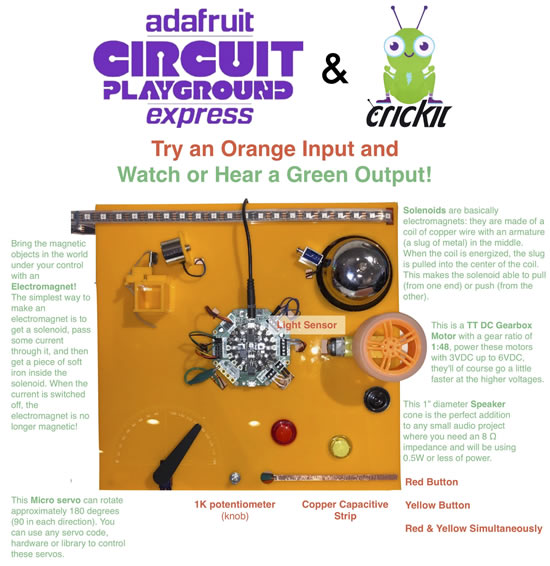 adafruit
CIRCUIT
PLAYGROUND
express
&
crickit
Try an Orange Input and
Watch or Hear a Green Output!
Bring the magnetic
objects in the world
under your control
with an
Electromagnet!
The simplest way to
make an
electromagnet is to
get a solenoid, pass
some current
through it, and then
get a piece of soft
iron inside the
solenoid. When the
current is switched
off, the
electromagnet is no
longer magnetic!
Light Sensor
Solenoids are basically
electromagnets: they are made of a
coil of copper wire with an armature
(a slug of metal) in the middle.
When the coil is energized, the slug
is pulled into the center of the coil.
This makes the solenoid able to pull
(from one end) or push (from the
other).
This is a TT DC Gearbox
Motor with a gear ratio of
1:48, power these motors
with 3VDC up to 6VDC,
they'll of course go a little
faster at the higher voltages.
This 1" diameter Speaker
cone is the perfect addition
to any small audio project
where you need an 8 Ω
impedance and will be using
0.5W or less of power.
This Micro servo can rotate
approximately 180 degrees
(90 in each direction). You
can use any servo code,
hardware or library to control
these servos.
1K potentiometer
(knob)
Copper Capacitive
Strip
Red Button
Yellow Button
Red & Yellow Simultaneously